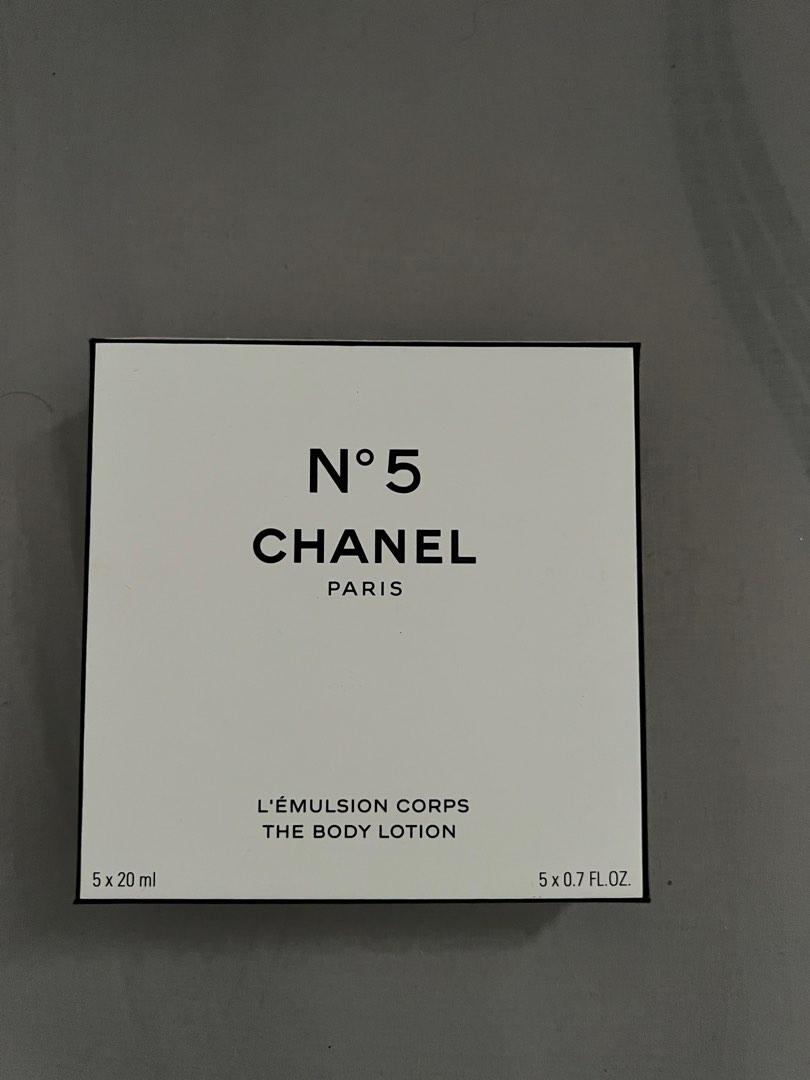 N°5
CHANEL
PARIS
L'ÉMULSION CORPS
THE BODY LOTION
5 x 20 ml
5 x 0.7 FL.OZ.